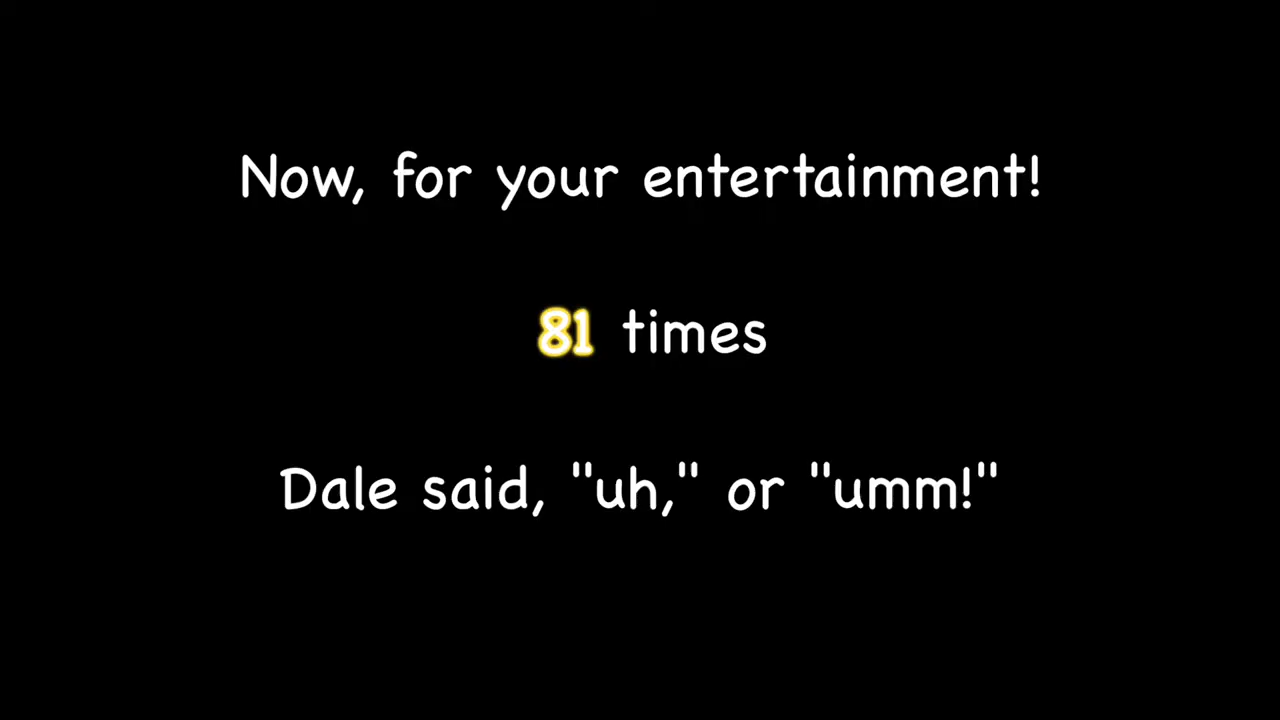 Now, for your entertainment!
81 times
Dale said, "uh," or "umm!"